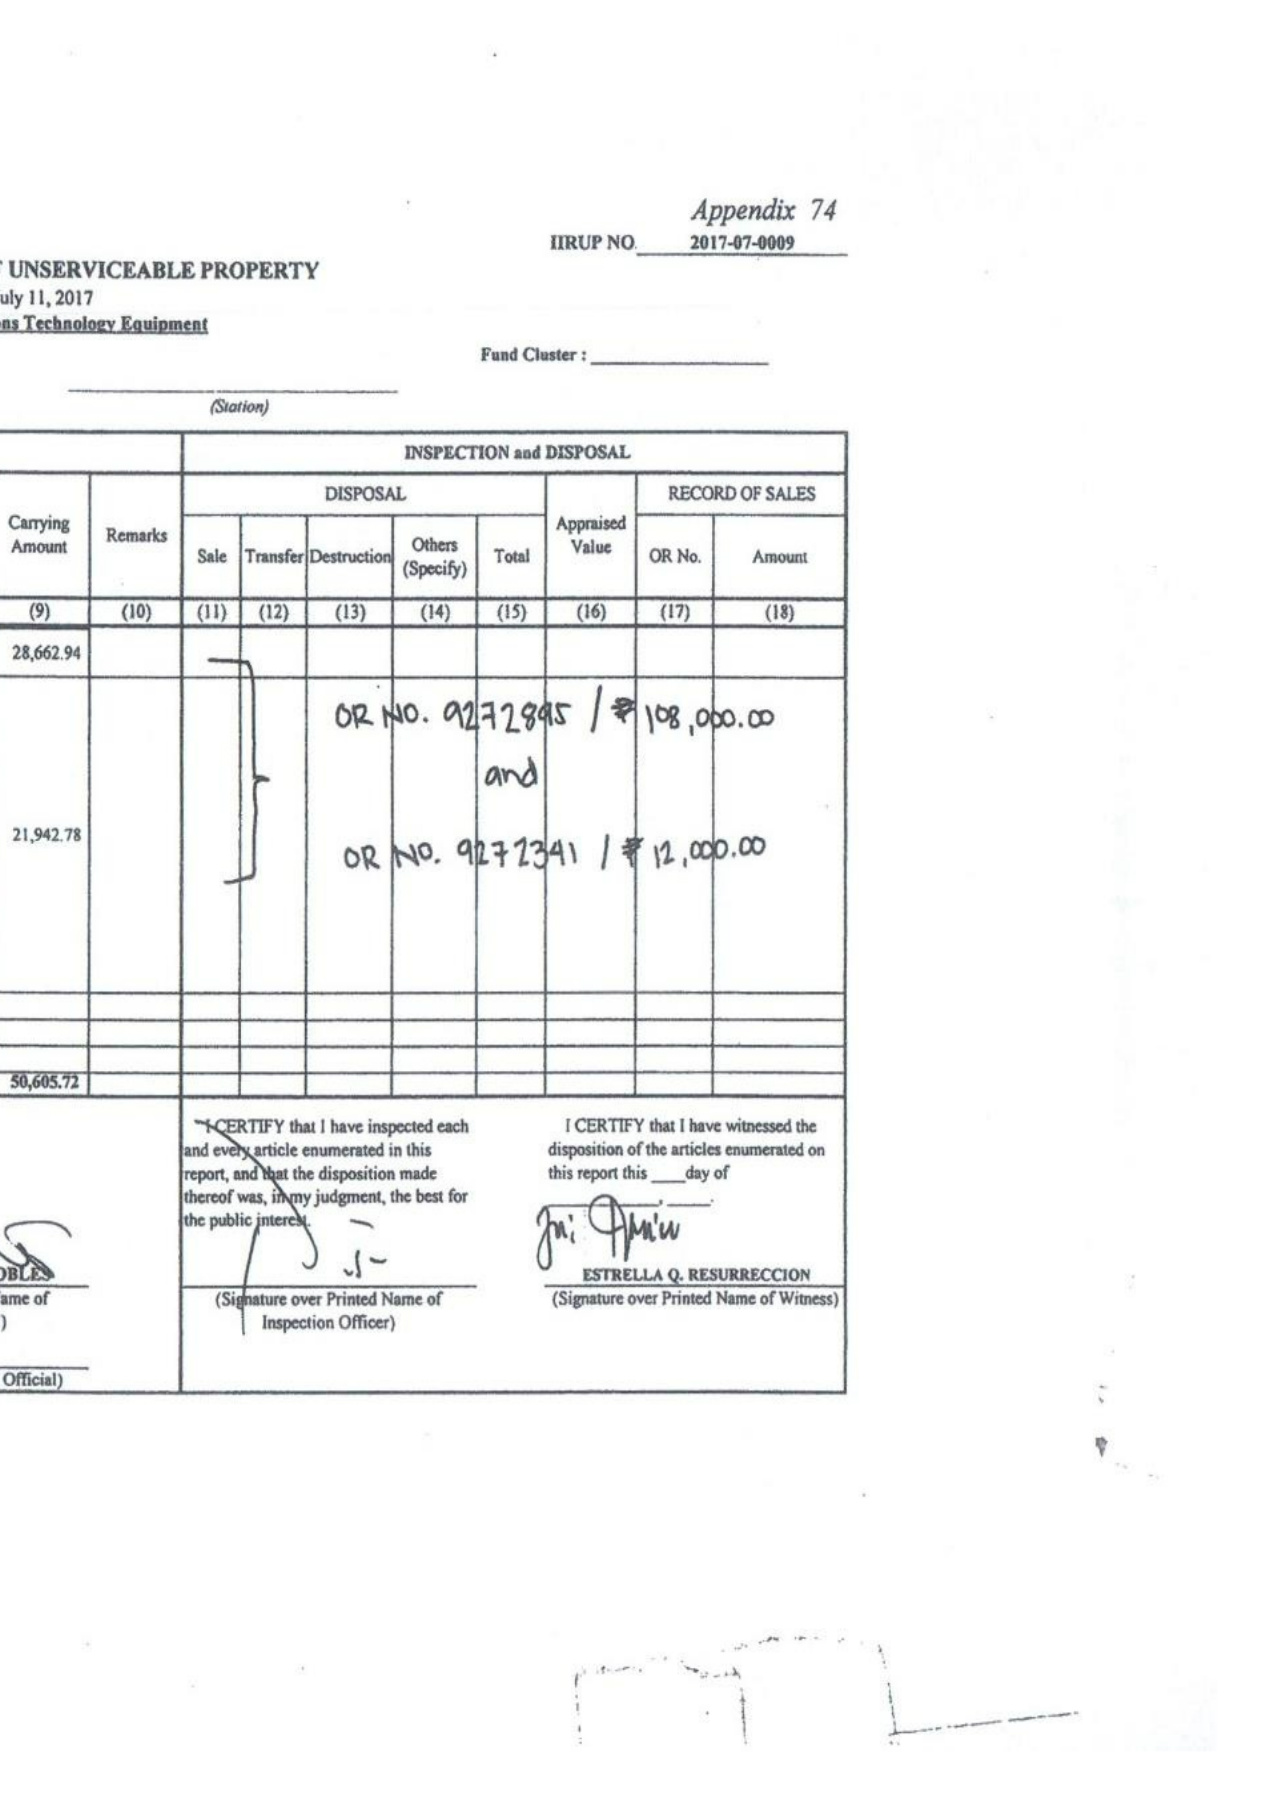 Appendix 74
IIRUP NO. 2017-07-0009
UNSERVICEABLE PROPERTY
uly 11, 2017
ons Technology Equipment
Fund Cluster :
(Station)
INSPECTION and DISPOSAL
DISPOSAL
RECORD OF SALES
Carrying Amount
Remarks
Sale
Transfer
Destruction
Others (Specify)
Total
Appraised Value
OR No.
Amount
(9) (10) (11) (12) (13) (14) (15) (16) (17) (18)
28,662.94
OR NO. 9272895 / ₱ 108,000.00
and
21,942.78
OR NO. 9272341 / ₱ 12,000.00
50,605.72
I CERTIFY that I have inspected each
and every article enumerated in this
report, and that the disposition made
thereof was, in my judgment, the best for
the public interest.
(Signature over Printed Name of
Inspection Officer)
I CERTIFY that I have witnessed the
disposition of the articles enumerated on
this report this ____day of
________, ____.
ESTRELLA Q. RESURRECCION
(Signature over Printed Name of Witness)
OBLES
ame of
)
Official)